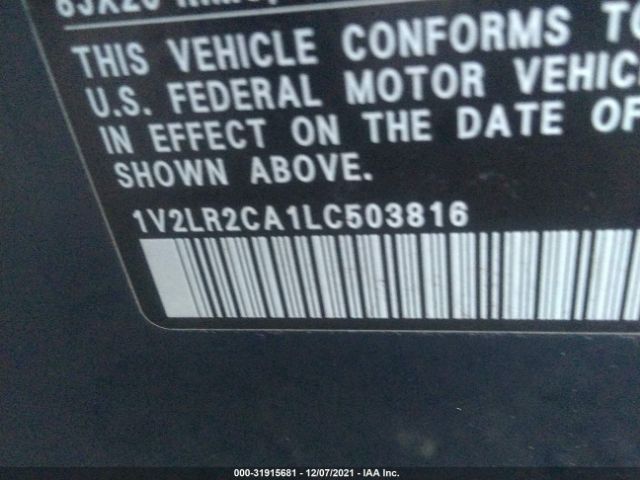 THIS VEHICLE CONFORMS TO
U.S. FEDERAL MOTOR
IN EFFECT ON THE DATE OF
SHOWN ABOVE.
1V2LR2CA1LC503816
000-31915681 - 12/07/2021 - IAA Inc.